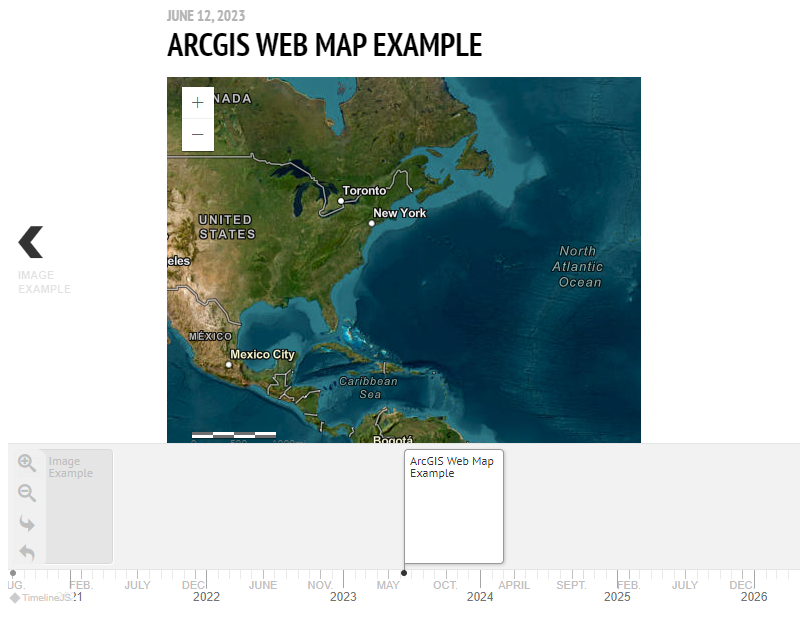 JUNE 12, 2023
ARCGIS WEB MAP EXAMPLE
+
−
NADA
Toronto
New York
UNITED
STATES
eles
North
Atlantic
Ocean
MÉXICO
Mexico City
Caribbean
Sea
Bogotá
IMAGE
EXAMPLE
Image
Example
ArcGIS Web Map
Example
UG. FEB. JULY DEC. JUNE NOV. MAY OCT. APRIL SEPT. FEB. JULY DEC.
21 2022 2023 2024 2025 2026
TimelineJS